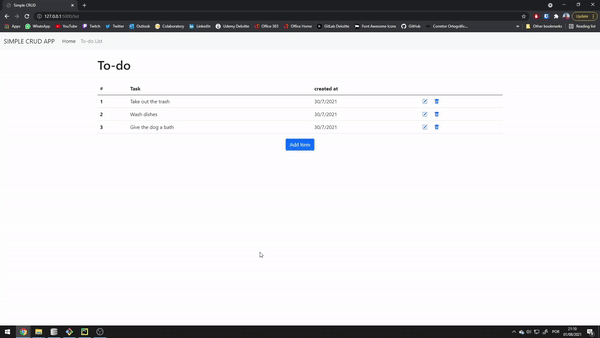 Simple CRUD
127.0.0.1:5000/list
Update
Apps WhatsApp YouTube Twitch Twitter Outlook Colaboratory LinkedIn Udemy Deloitte Office 365 Office Home GitLab Deloitte Font Awesome Icons GitHub Corretor Ortográfic... Other bookmarks Reading list
SIMPLE CRUD APP Home To-do List
To-do
# Task created at
1 Take out the trash 30/7/2021
2 Wash dishes 30/7/2021
3 Give the dog a bath 30/7/2021
Add Item
POR
21:18
01/08/2021